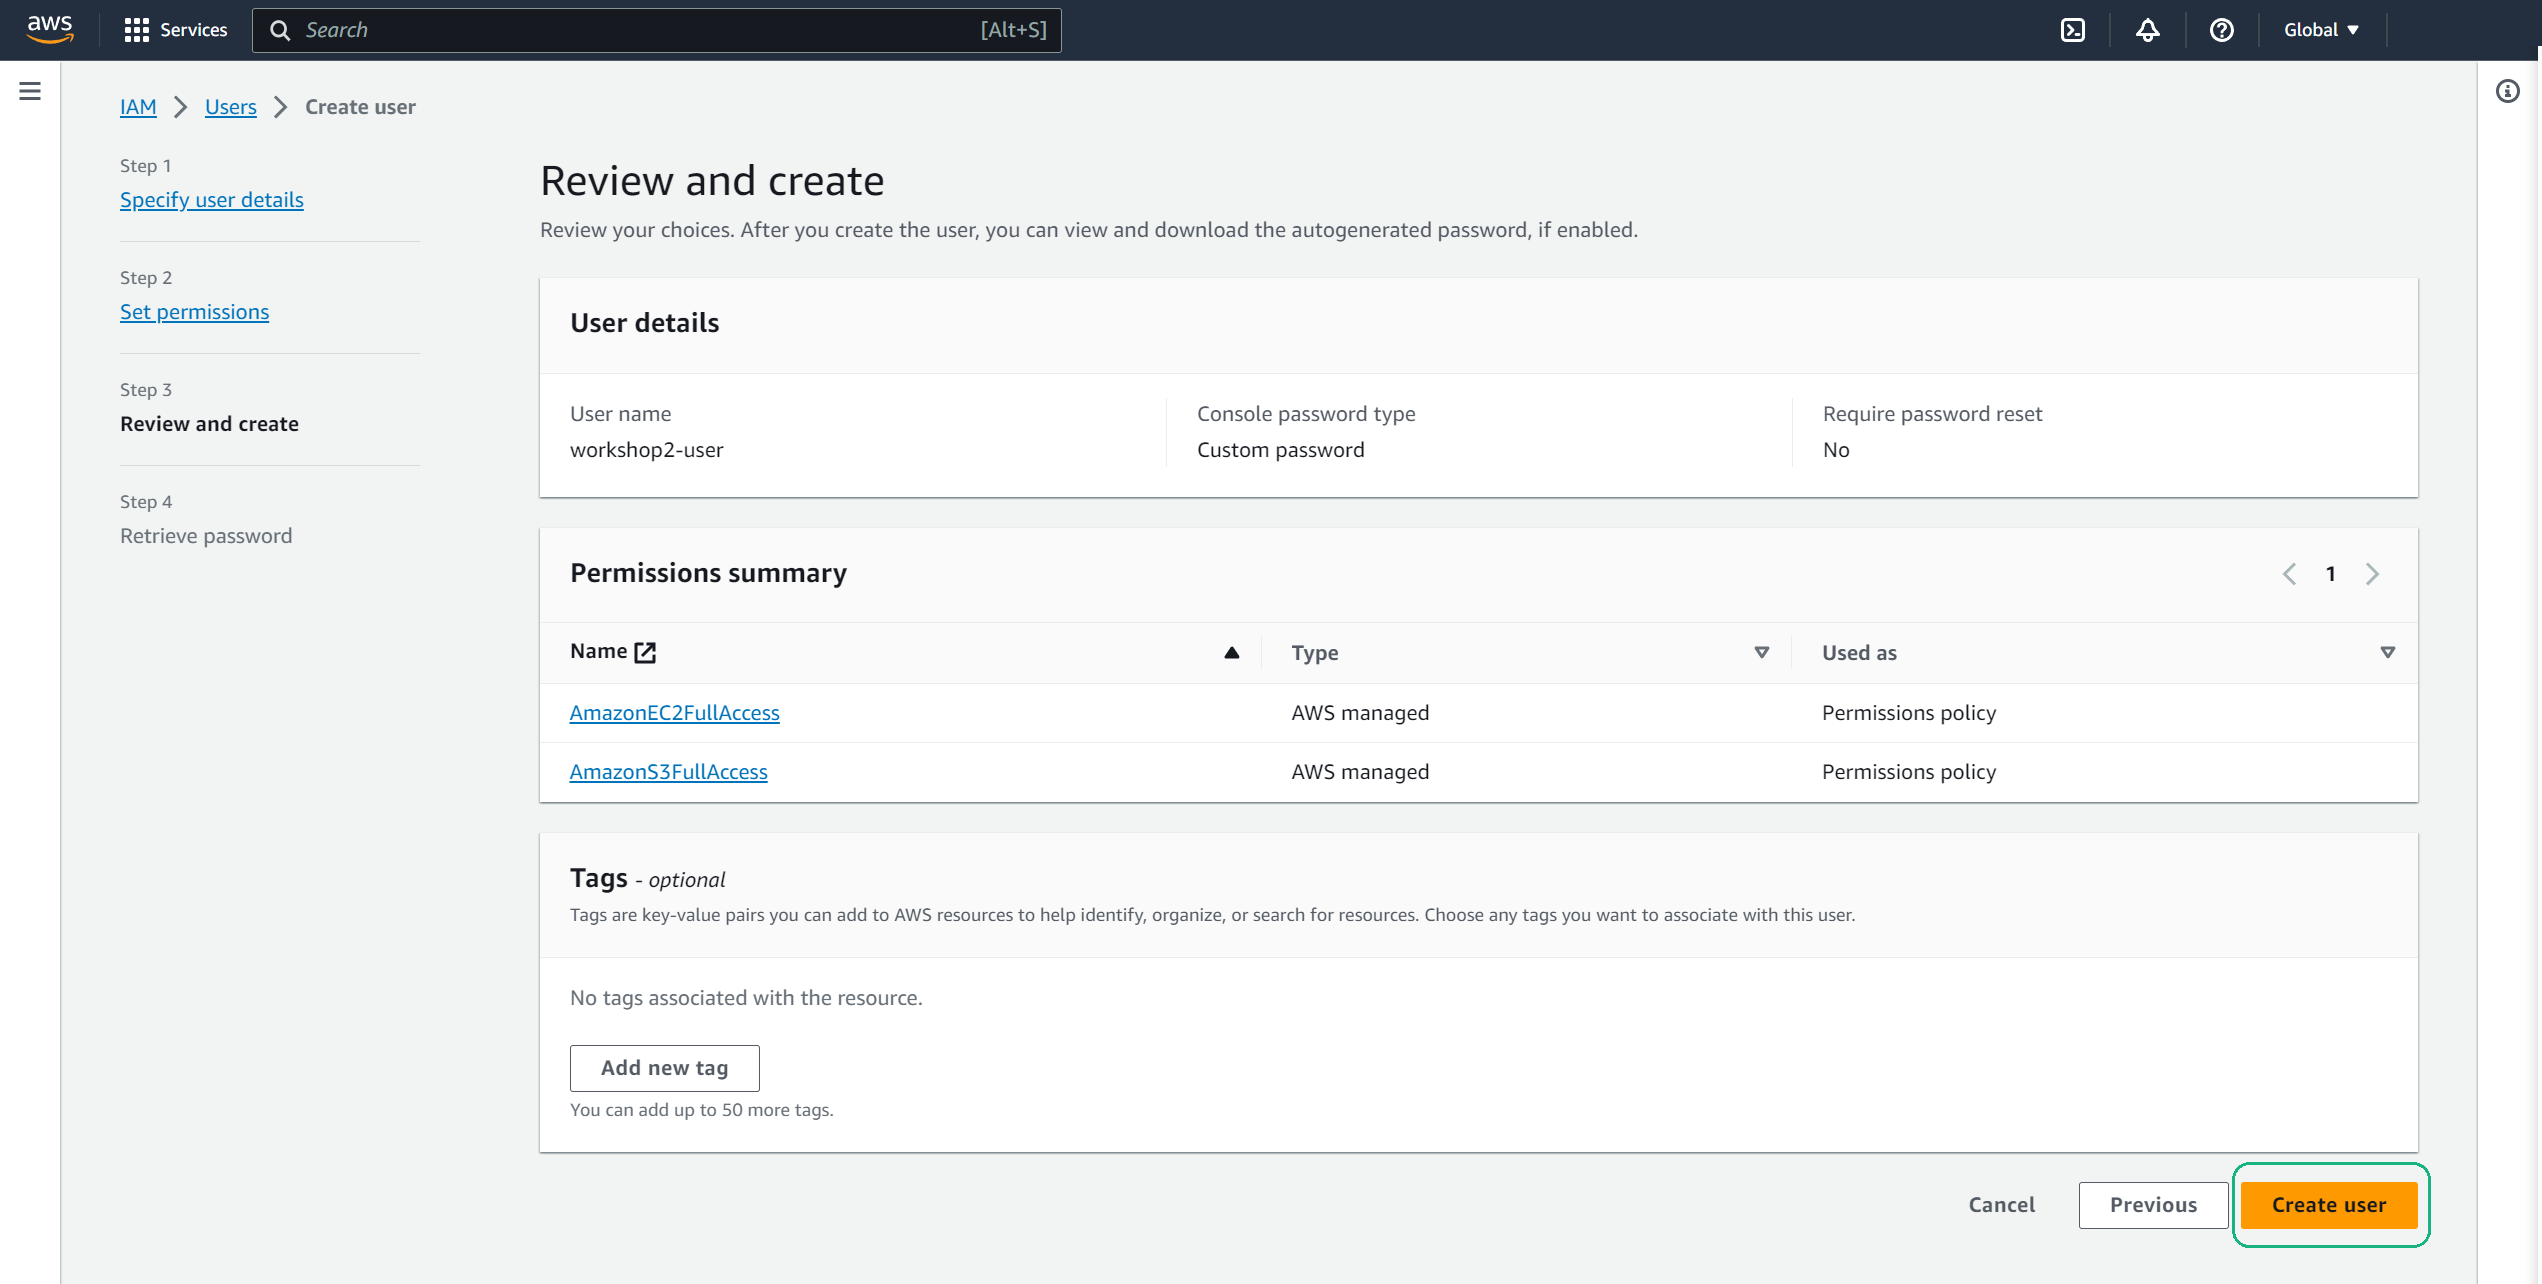 aws
Services
Search
[Alt+S]
Global
IAM
Users
Create user
Step 1
Specify user details
Step 2
Set permissions
Step 3
Review and create
Step 4
Retrieve password
Review and create
Review your choices. After you create the user, you can view and download the autogenerated password, if enabled.
User details
User name
workshop2-user
Console password type
Custom password
Require password reset
No
Permissions summary
1
Name
Type
Used as
AmazonEC2FullAccess
AWS managed
Permissions policy
AmazonS3FullAccess
AWS managed
Permissions policy
Tags - optional
Tags are key-value pairs you can add to AWS resources to help identify, organize, or search for resources. Choose any tags you want to associate with this user.
No tags associated with the resource.
Add new tag
You can add up to 50 more tags.
Cancel
Previous
Create user